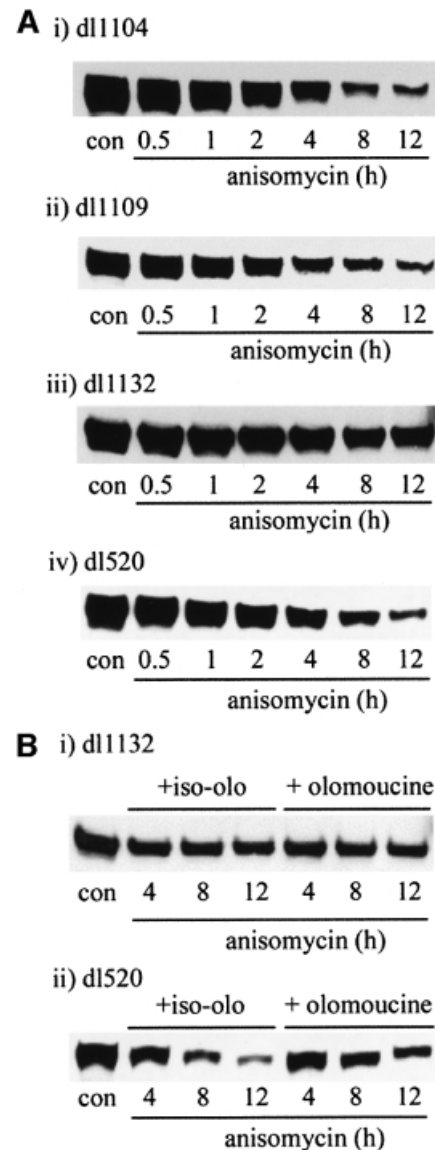 A i) dl1104
con 0.5 1 2 4 8 12
anisomycin (h)
ii) dl1109
con 0.5 1 2 4 8 12
anisomycin (h)
iii) dl1132
con 0.5 1 2 4 8 12
anisomycin (h)
iv) dl520
con 0.5 1 2 4 8 12
anisomycin (h)
B i) dl1132
+iso-olo + olomoucine
con 4 8 12 4 8 12
anisomycin (h)
ii) dl520
+iso-olo + olomoucine
con 4 8 12 4 8 12
anisomycin (h)